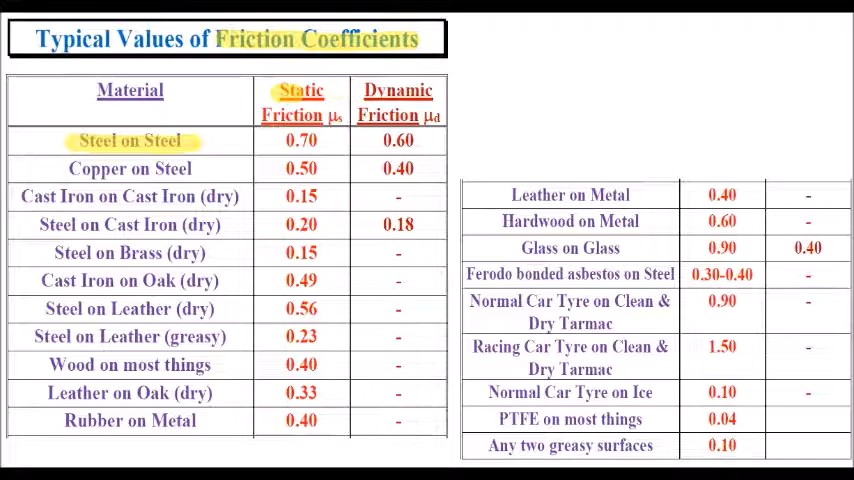 Typical Values of Friction Coefficients
Material Static Friction μs Dynamic Friction μd
Steel on Steel 0.70 0.60
Copper on Steel 0.50 0.40
Cast Iron on Cast Iron (dry) 0.15 -
Steel on Cast Iron (dry) 0.20 0.18
Steel on Brass (dry) 0.15 -
Cast Iron on Oak (dry) 0.49 -
Steel on Leather (dry) 0.56 -
Steel on Leather (greasy) 0.23 -
Wood on most things 0.40 -
Leather on Oak (dry) 0.33 -
Rubber on Metal 0.40 -
Leather on Metal 0.40 -
Hardwood on Metal 0.60 -
Glass on Glass 0.90 0.40
Ferodo bonded asbestos on Steel 0.30-0.40 -
Normal Car Tyre on Clean & 0.90 -
Dry Tarmac
Racing Car Tyre on Clean & 1.50 -
Dry Tarmac
Normal Car Tyre on Ice 0.10 -
PTFE on most things 0.04
Any two greasy surfaces 0.10